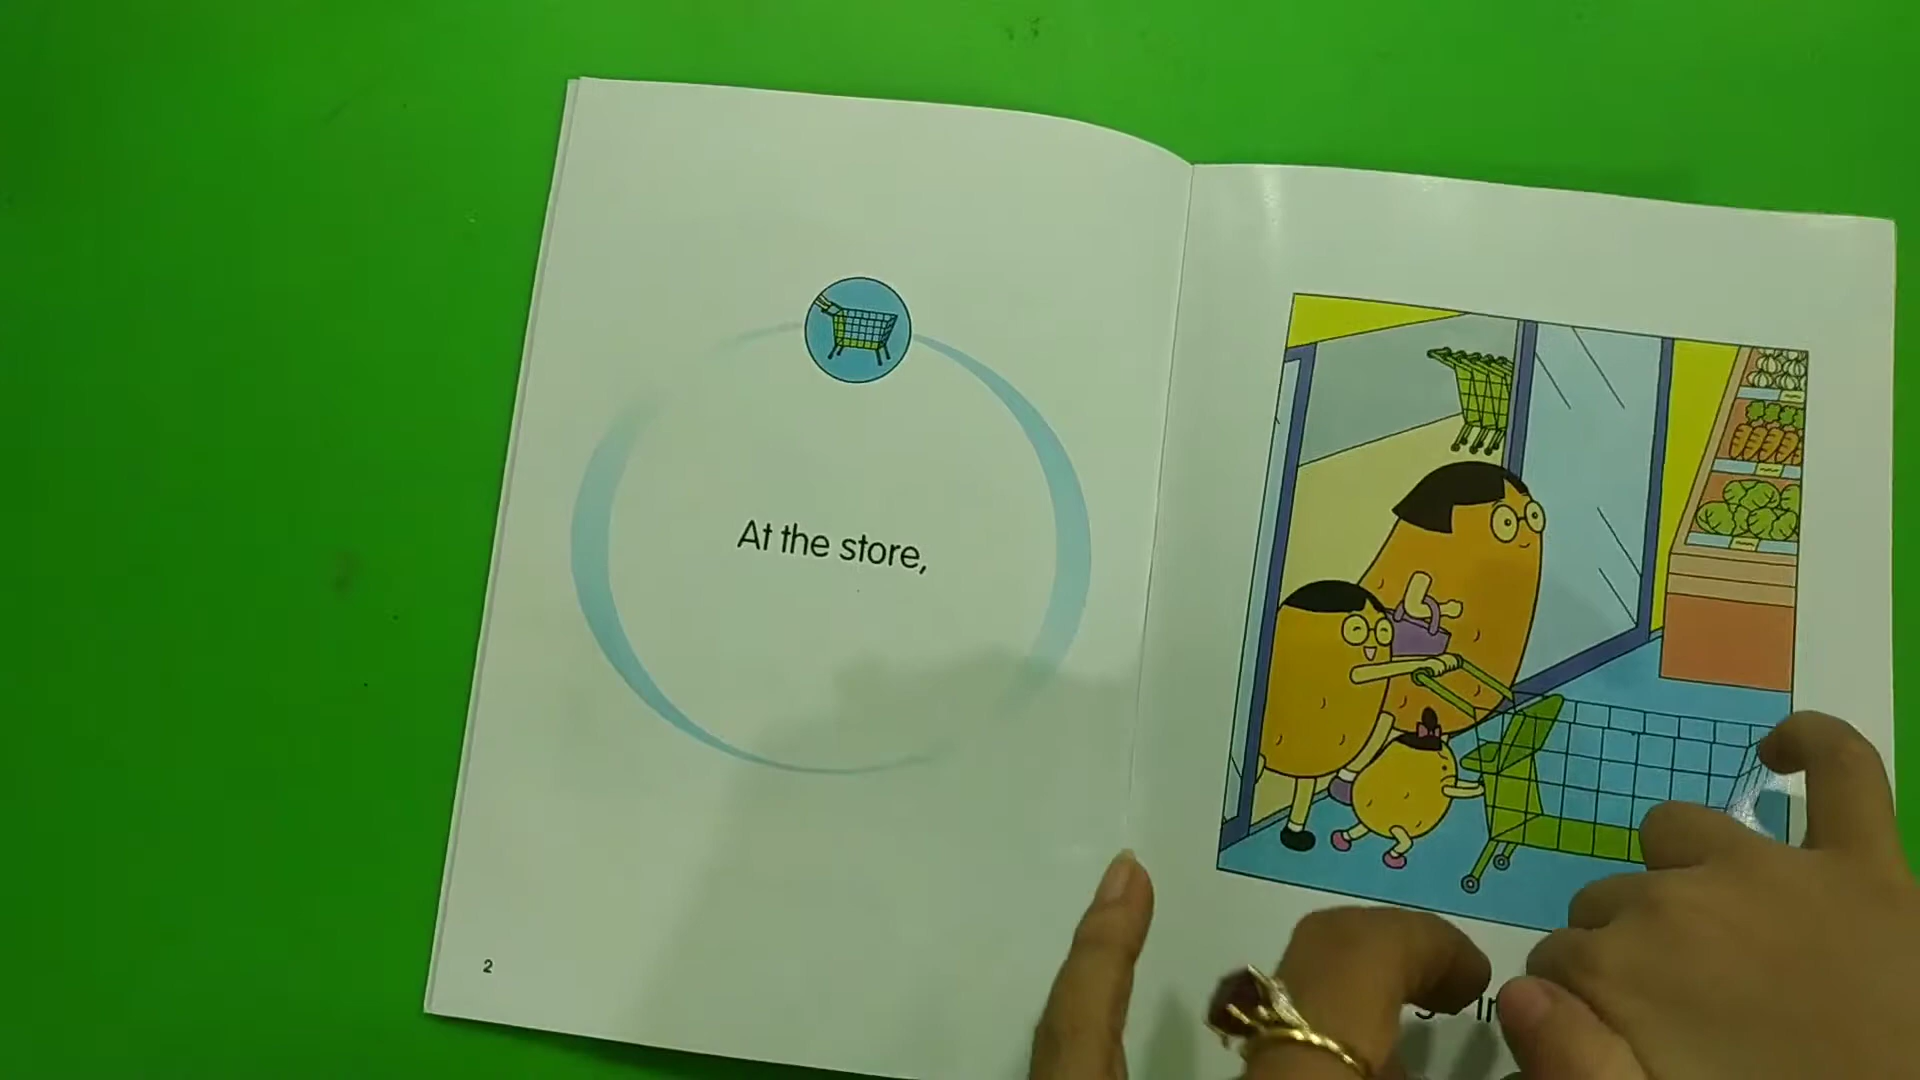 At the store,
2